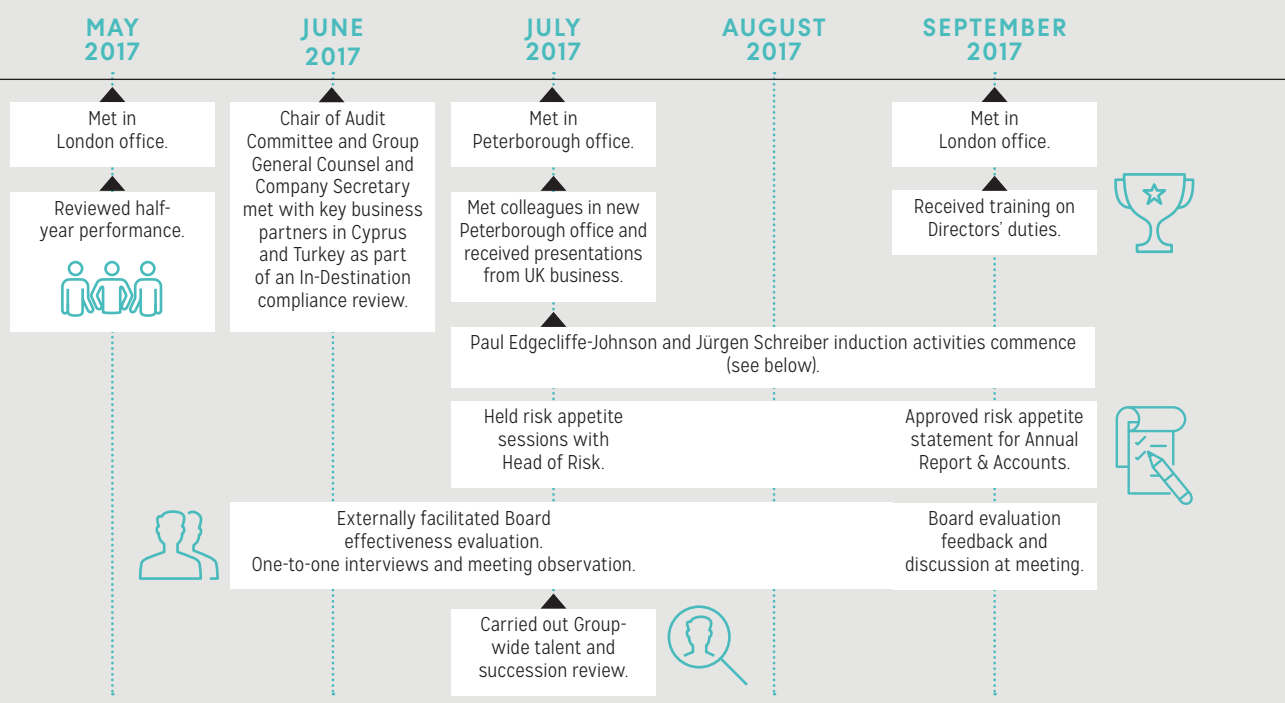 MAY
2017
JUNE
2017
JULY
2017
AUGUST
2017
SEPTEMBER
2017
Met in
London office.
Reviewed half-
year performance.
Chair of Audit
Committee and Group
General Counsel and
Company Secretary
met with key business
partners in Cyprus
and Turkey as part
of an In-Destination
compliance review.
Met in
Peterborough office.
Met colleagues in new
Peterborough office and
received presentations
from UK business.
Met in
London office.
Received training on
Directors’ duties.
Paul Edgecliffe-Johnson and Jürgen Schreiber induction activities commence
(see below).
Held risk appetite
sessions with
Head of Risk.
Approved risk appetite
statement for Annual
Report & Accounts.
Externally facilitated Board
effectiveness evaluation.
One-to-one interviews and meeting observation.
Board evaluation
feedback and
discussion at meeting.
Carried out Group-
wide talent and
succession review.